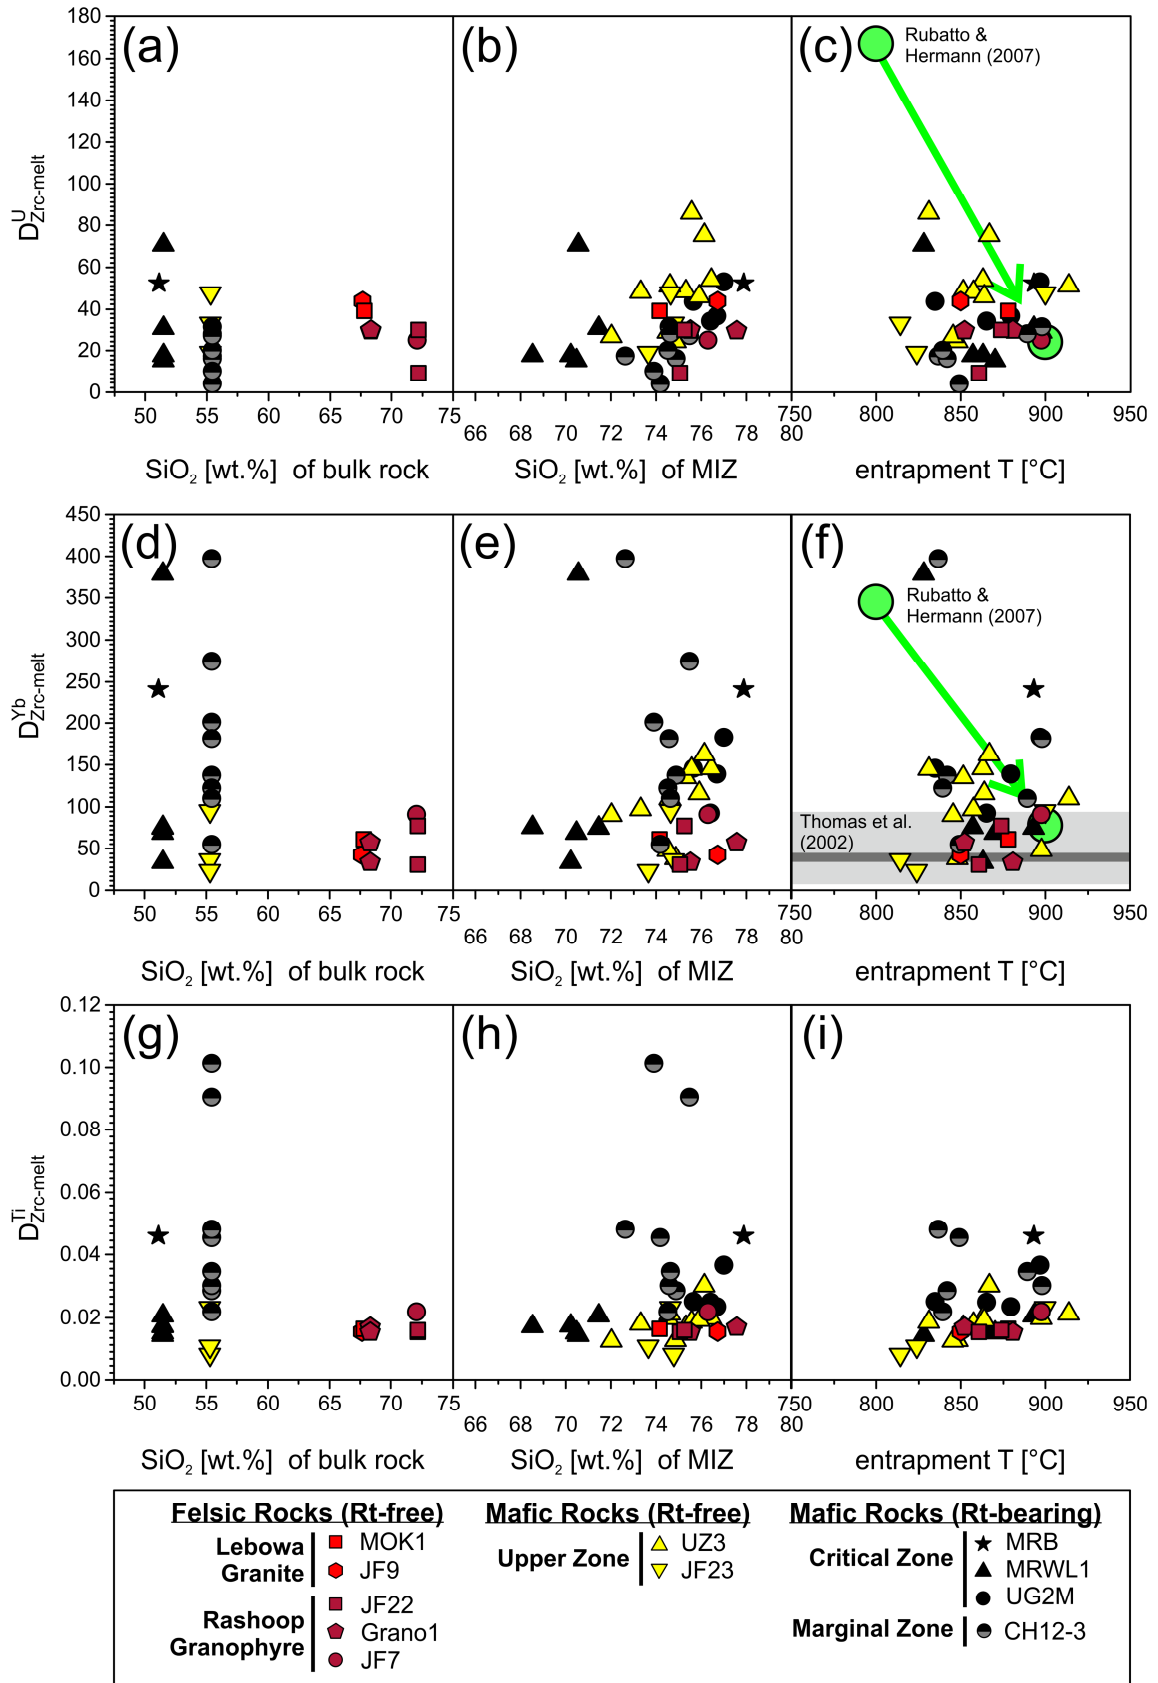 (a) (b) (c)
Rubatto &
Hermann (2007)
180
160
140
120
100
80
60
40
20
0
D^U_Zrc-melt
50 55 60 65 70 75
66 68 70 72 74 76 78 80
750 800 850 900 950
SiO₂ [wt.%] of bulk rock
SiO₂ [wt.%] of MIZ
entrapment T [°C]
(d) (e) (f)
Rubatto &
Hermann (2007)
Thomas et al.
(2002)
450
400
350
300
250
200
150
100
50
0
D^Yb_Zrc-melt
50 55 60 65 70 75
66 68 70 72 74 76 78 80
750 800 850 900 950
SiO₂ [wt.%] of bulk rock
SiO₂ [wt.%] of MIZ
entrapment T [°C]
(g) (h) (i)
0.12
0.10
0.08
0.06
0.04
0.02
0.00
D^Ti_Zrc-melt
50 55 60 65 70 75
66 68 70 72 74 76 78 80
750 800 850 900 950
SiO₂ [wt.%] of bulk rock
SiO₂ [wt.%] of MIZ
entrapment T [°C]
Felsic Rocks (Rt-free)
Lebowa
Granite
MOK1
JF9
Rashoop
Granophyre
JF22
Grano1
JF7
Mafic Rocks (Rt-free)
Upper Zone
UZ3
JF23
Mafic Rocks (Rt-bearing)
Critical Zone
MRB
MRWL1
UG2M
Marginal Zone
CH12-3